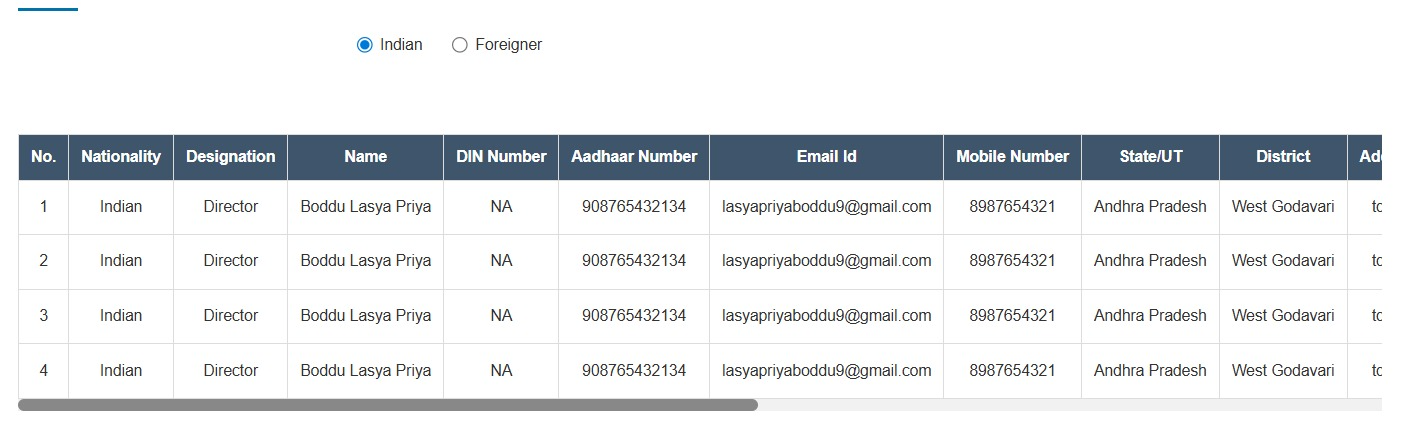 Indian Foreigner
No. Nationality Designation Name DIN Number Aadhaar Number Email Id Mobile Number State/UT District
1 Indian Director Boddu Lasya Priya NA 908765432134 lasyapriyaboddu9@gmail.com 8987654321 Andhra Pradesh West Godavari
2 Indian Director Boddu Lasya Priya NA 908765432134 lasyapriyaboddu9@gmail.com 8987654321 Andhra Pradesh West Godavari
3 Indian Director Boddu Lasya Priya NA 908765432134 lasyapriyaboddu9@gmail.com 8987654321 Andhra Pradesh West Godavari
4 Indian Director Boddu Lasya Priya NA 908765432134 lasyapriyaboddu9@gmail.com 8987654321 Andhra Pradesh West Godavari